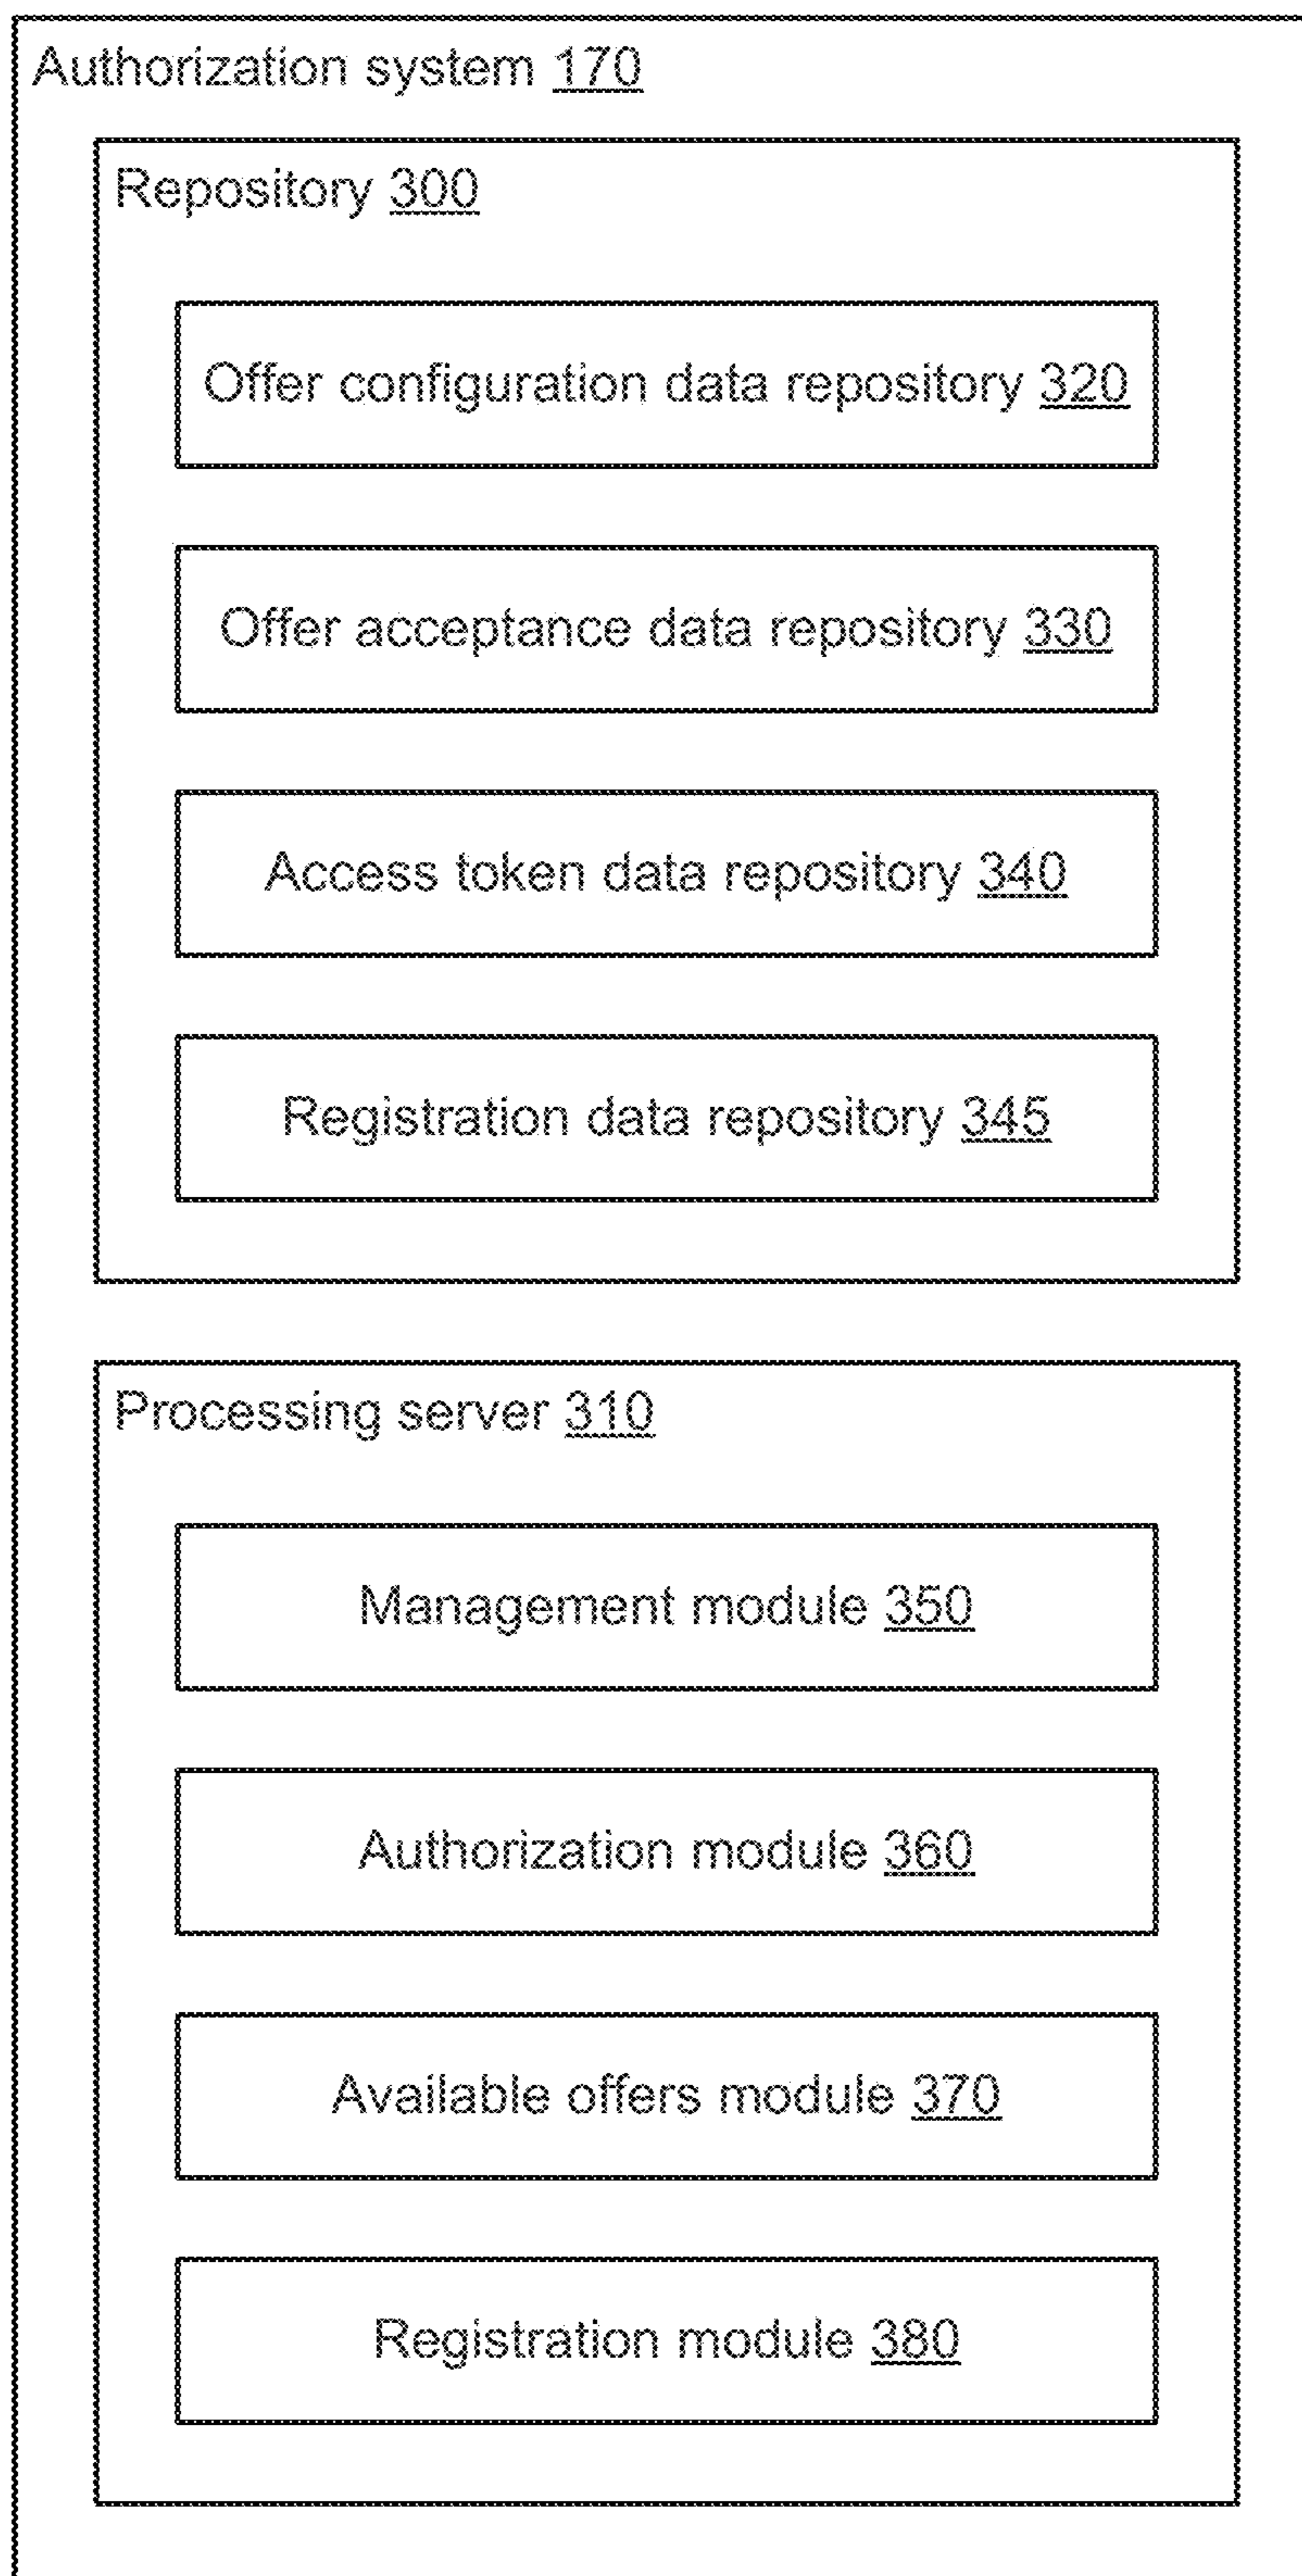 Authorization system 170
Repository 300
Offer configuration data repository 320
Offer acceptance data repository 330
Access token data repository 340
Registration data repository 345
Processing server 310
Management module 350
Authorization module 360
Available offers module 370
Registration module 380